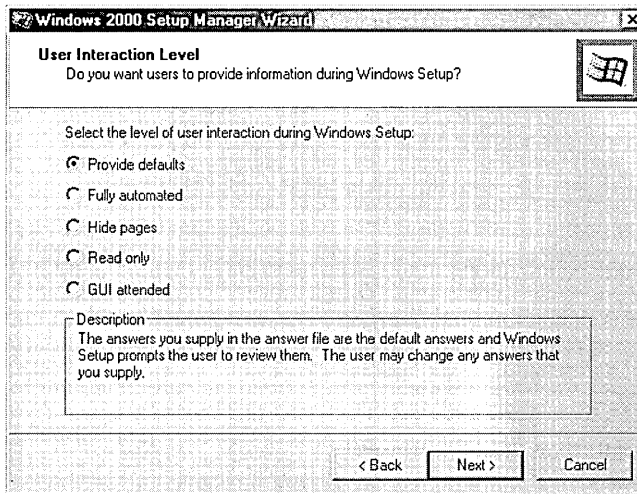 Windows 2000 Setup Manager Wizard
User Interaction Level
Do you want users to provide information during Windows Setup?
Select the level of user interaction during Windows Setup:
Provide defaults
Fully automated
Hide pages
Read only
GUI attended
Description
The answers you supply in the answer file are the default answers and Windows
Setup prompts the user to review them. The user may change any answers that
you supply.
< Back
Next >
Cancel